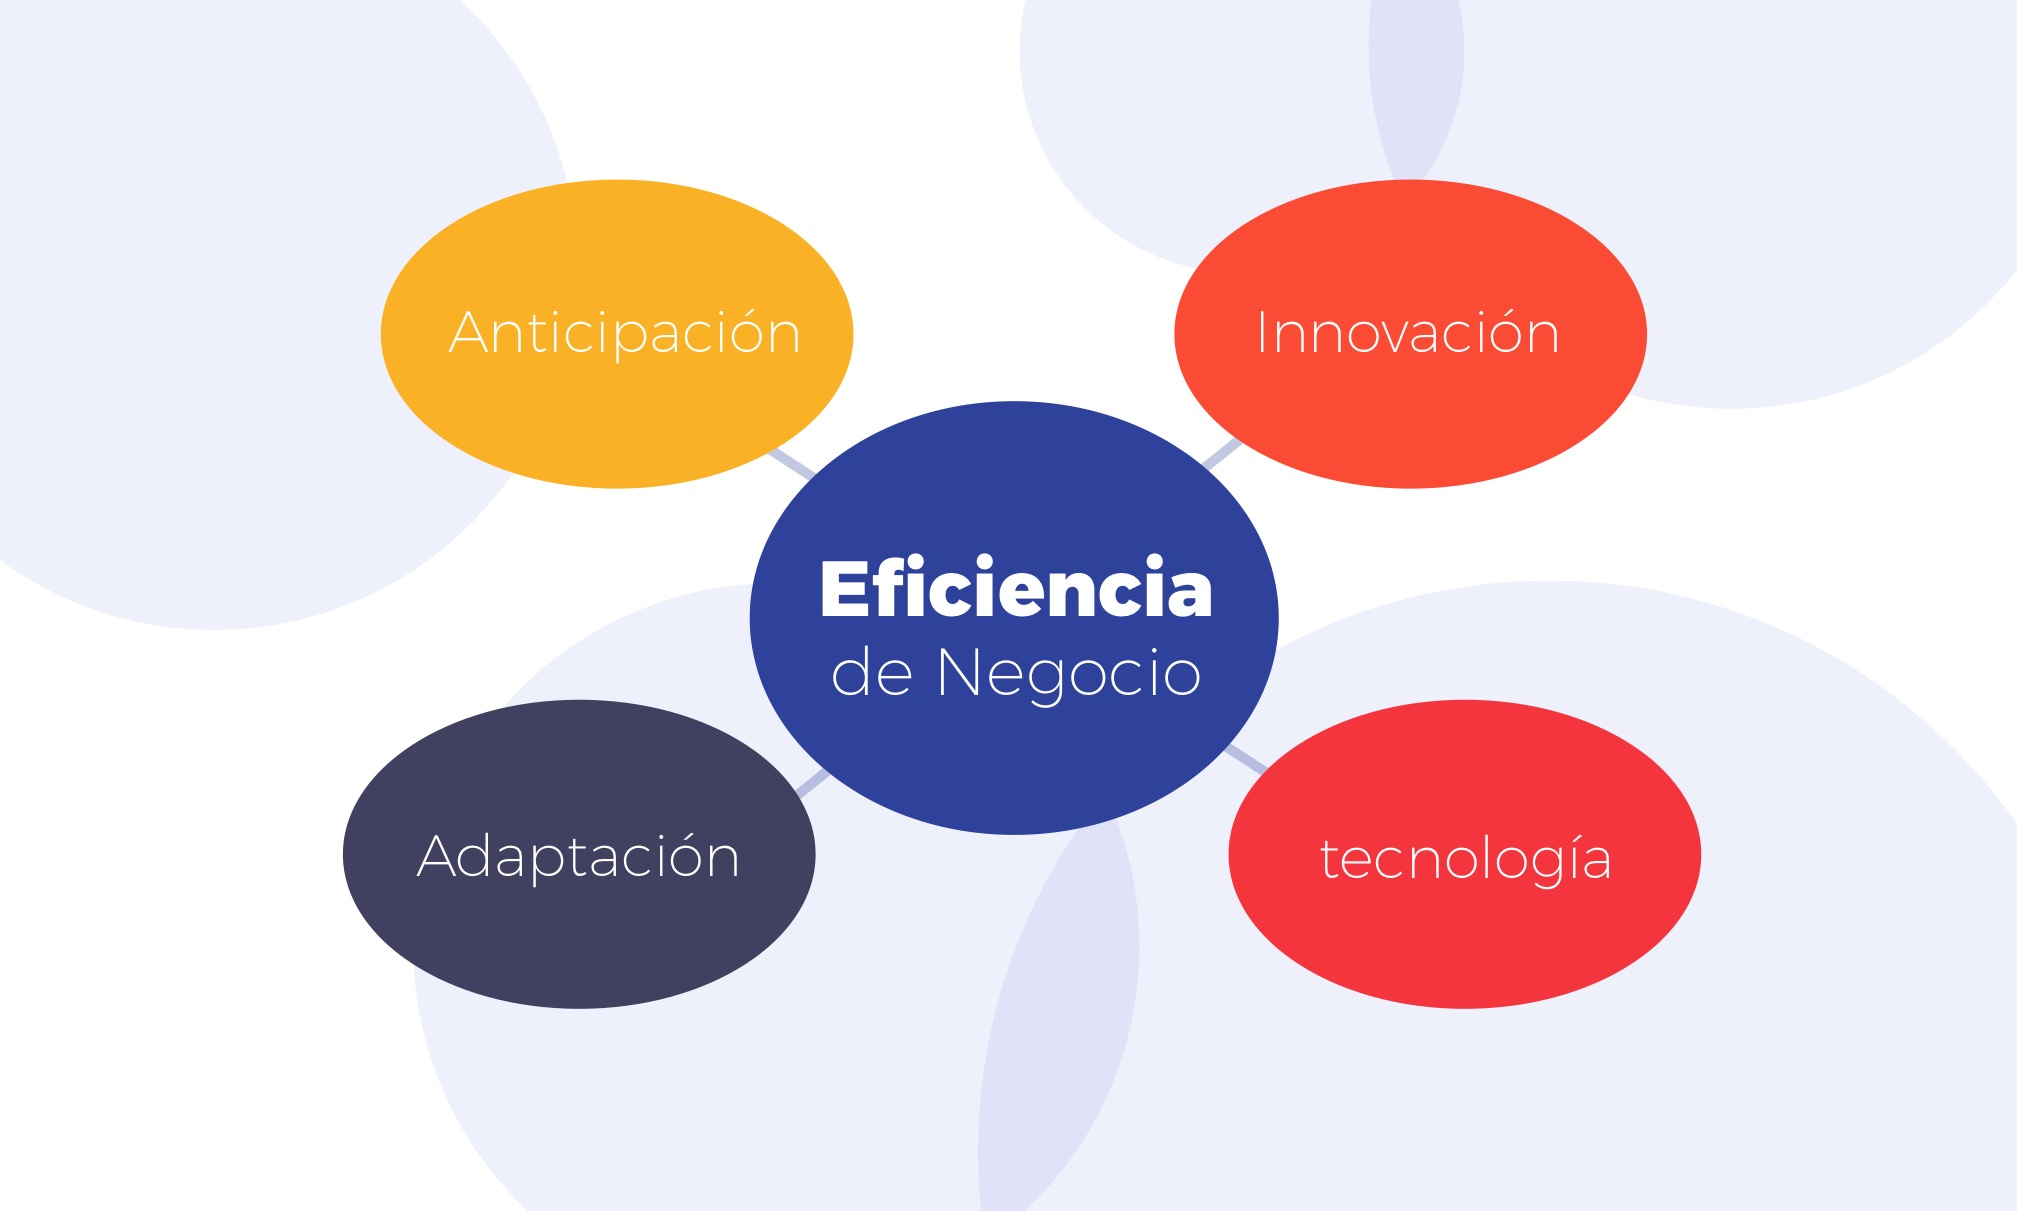 Anticipación
Innovación
Eficiencia
de Negocio
Adaptación
tecnología